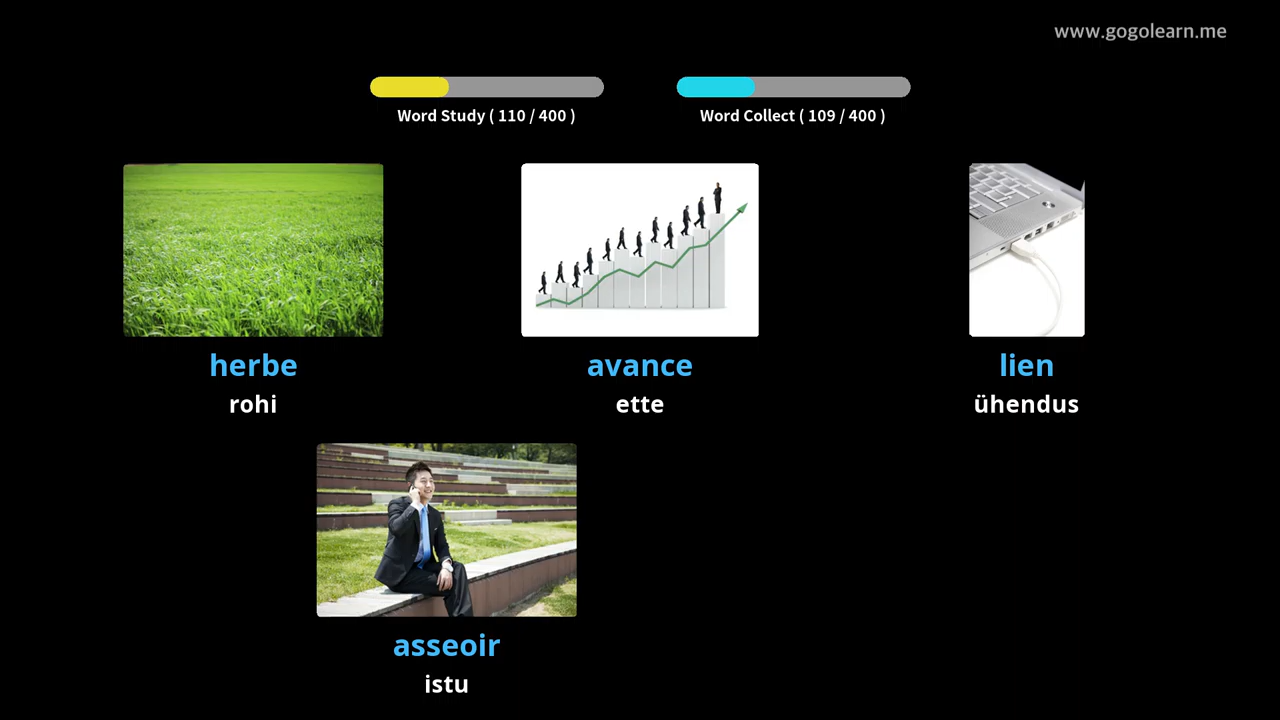 www.gogolearn.me
Word Study ( 110 / 400 )
Word Collect ( 109 / 400 )
herbe
rohi
avance
ette
lien
ühendus
asseoir
istu